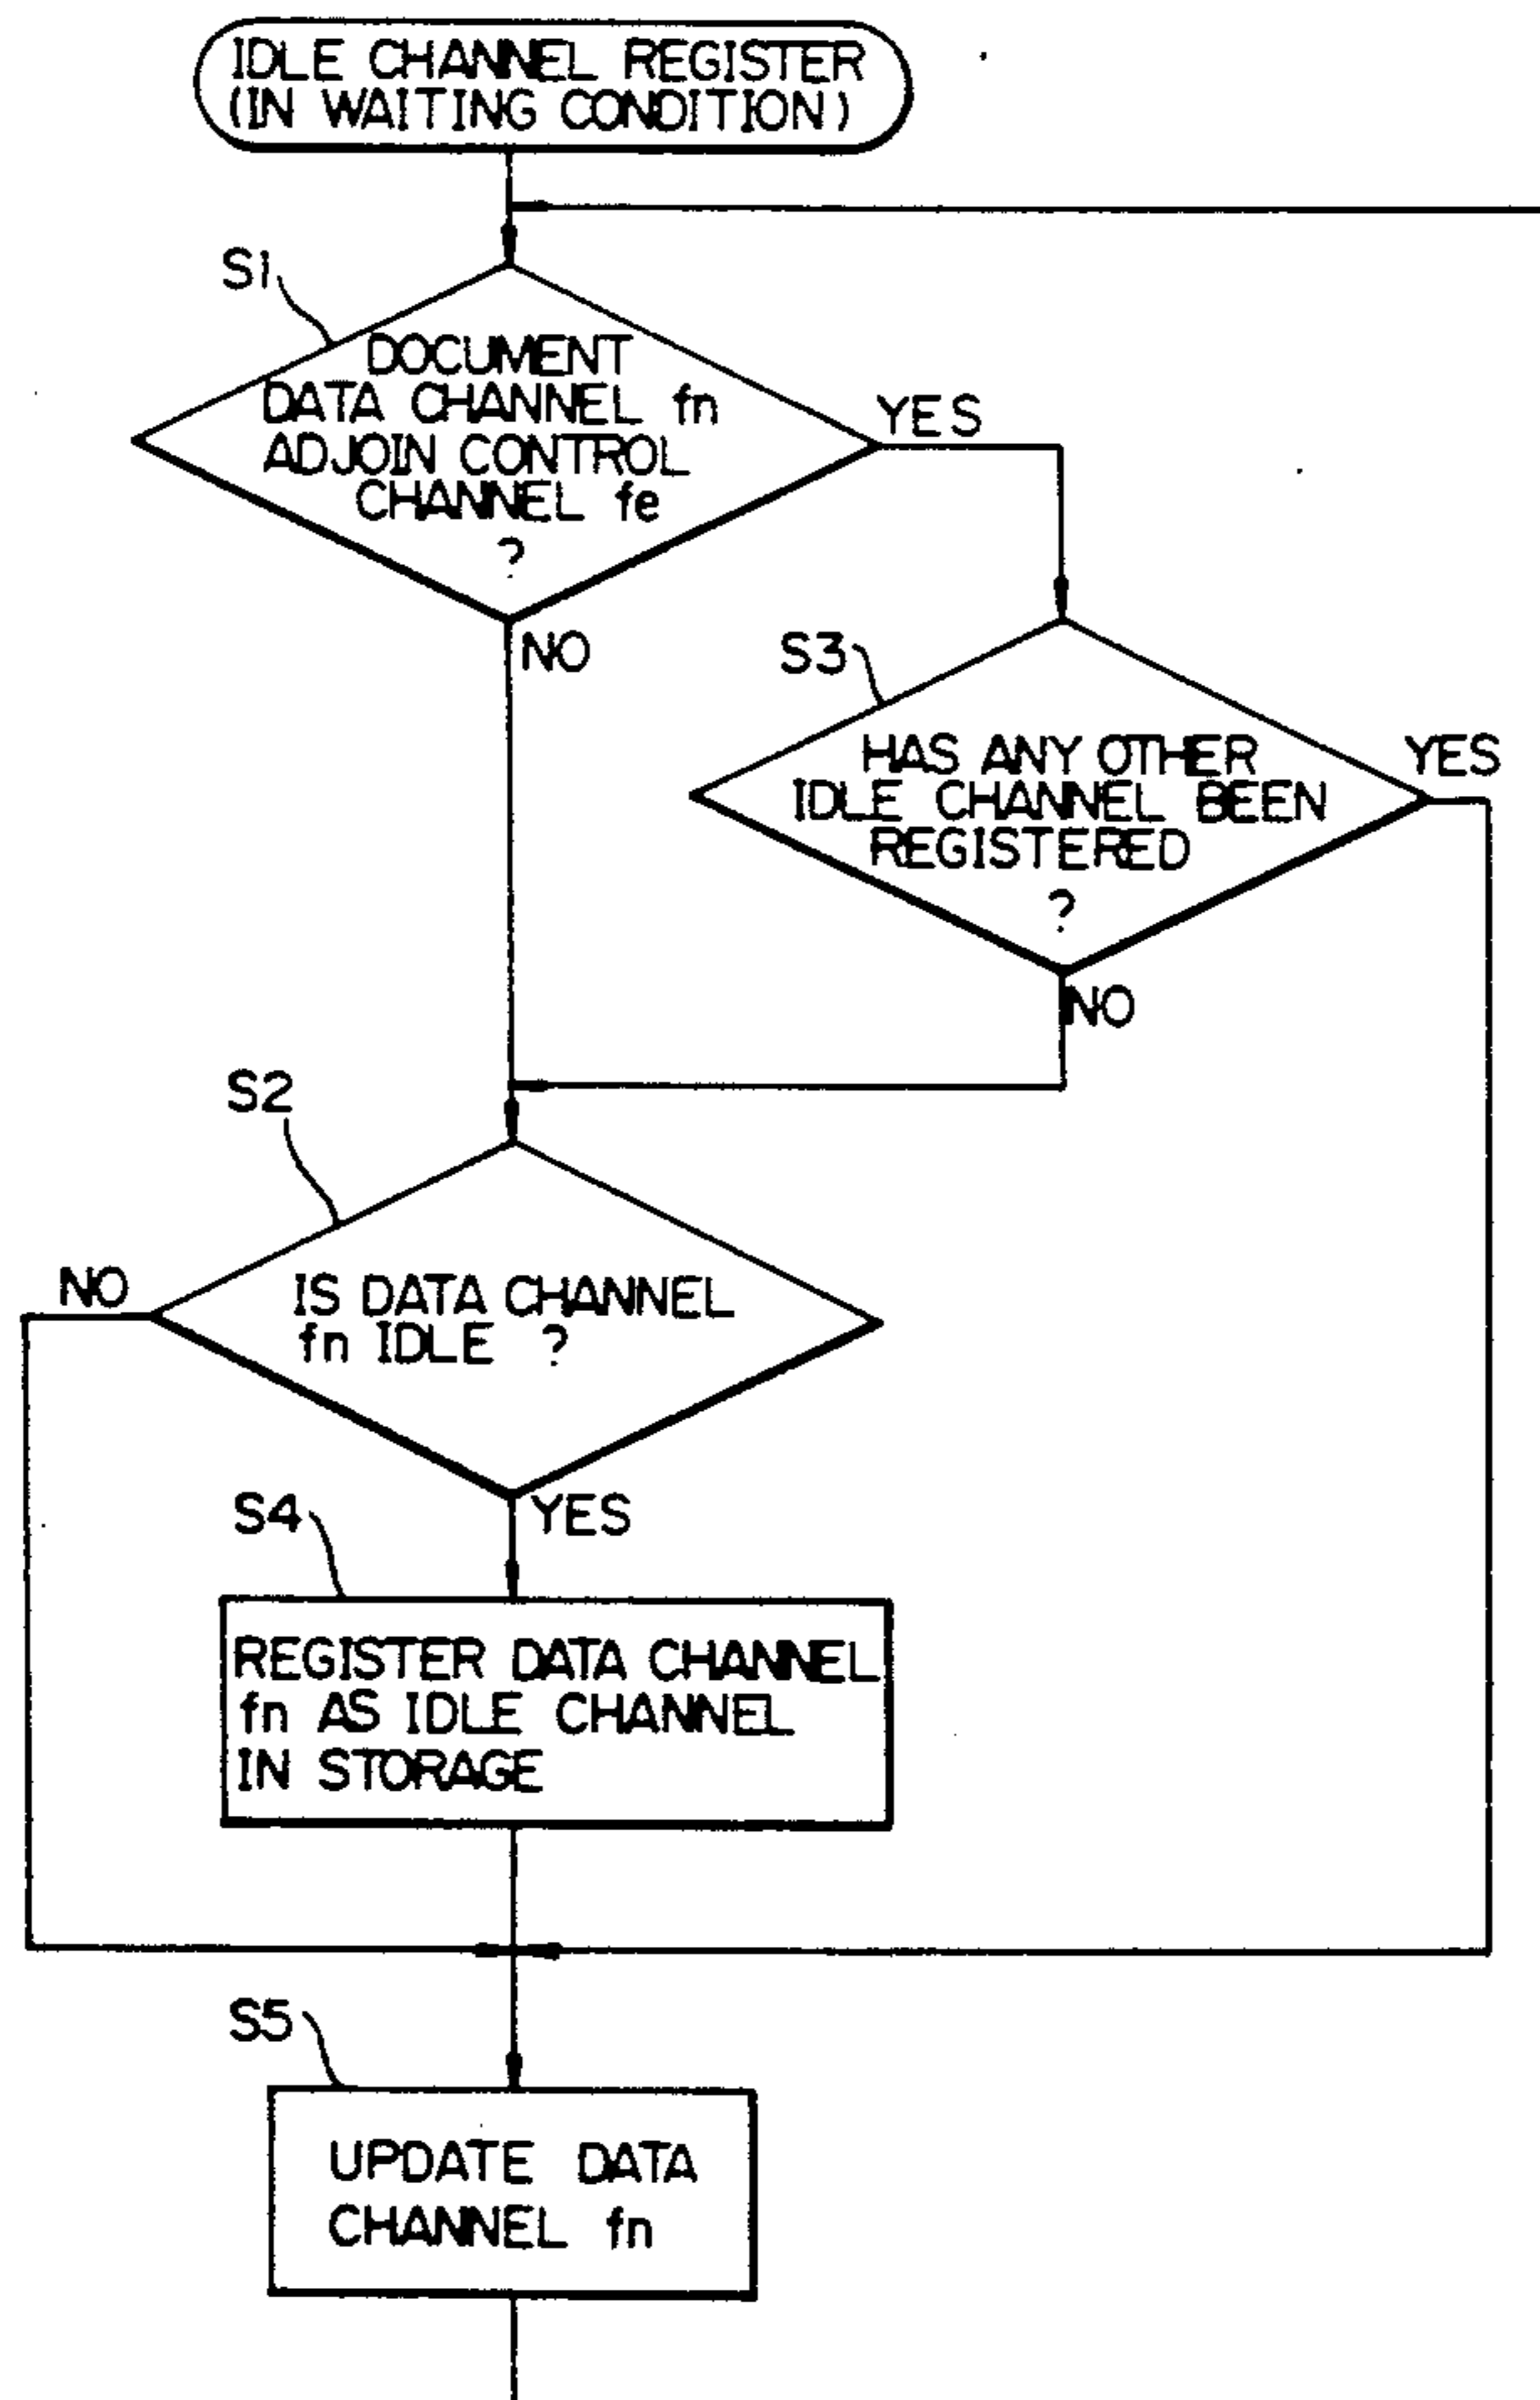 IDLE CHANNEL REGISTER
(IN WAITING CONDITION)
S1
DOCUMENT
DATA CHANNEL fn
ADJOIN CONTROL
CHANNEL fe
?
YES
NO
S3
HAS ANY OTHER
IDLE CHANNEL BEEN
REGISTERED
?
YES
NO
S2
IS DATA CHANNEL
fn IDLE ?
NO
YES
S4
REGISTER DATA CHANNEL
fn AS IDLE CHANNEL
IN STORAGE
S5
UPDATE DATA
CHANNEL fn